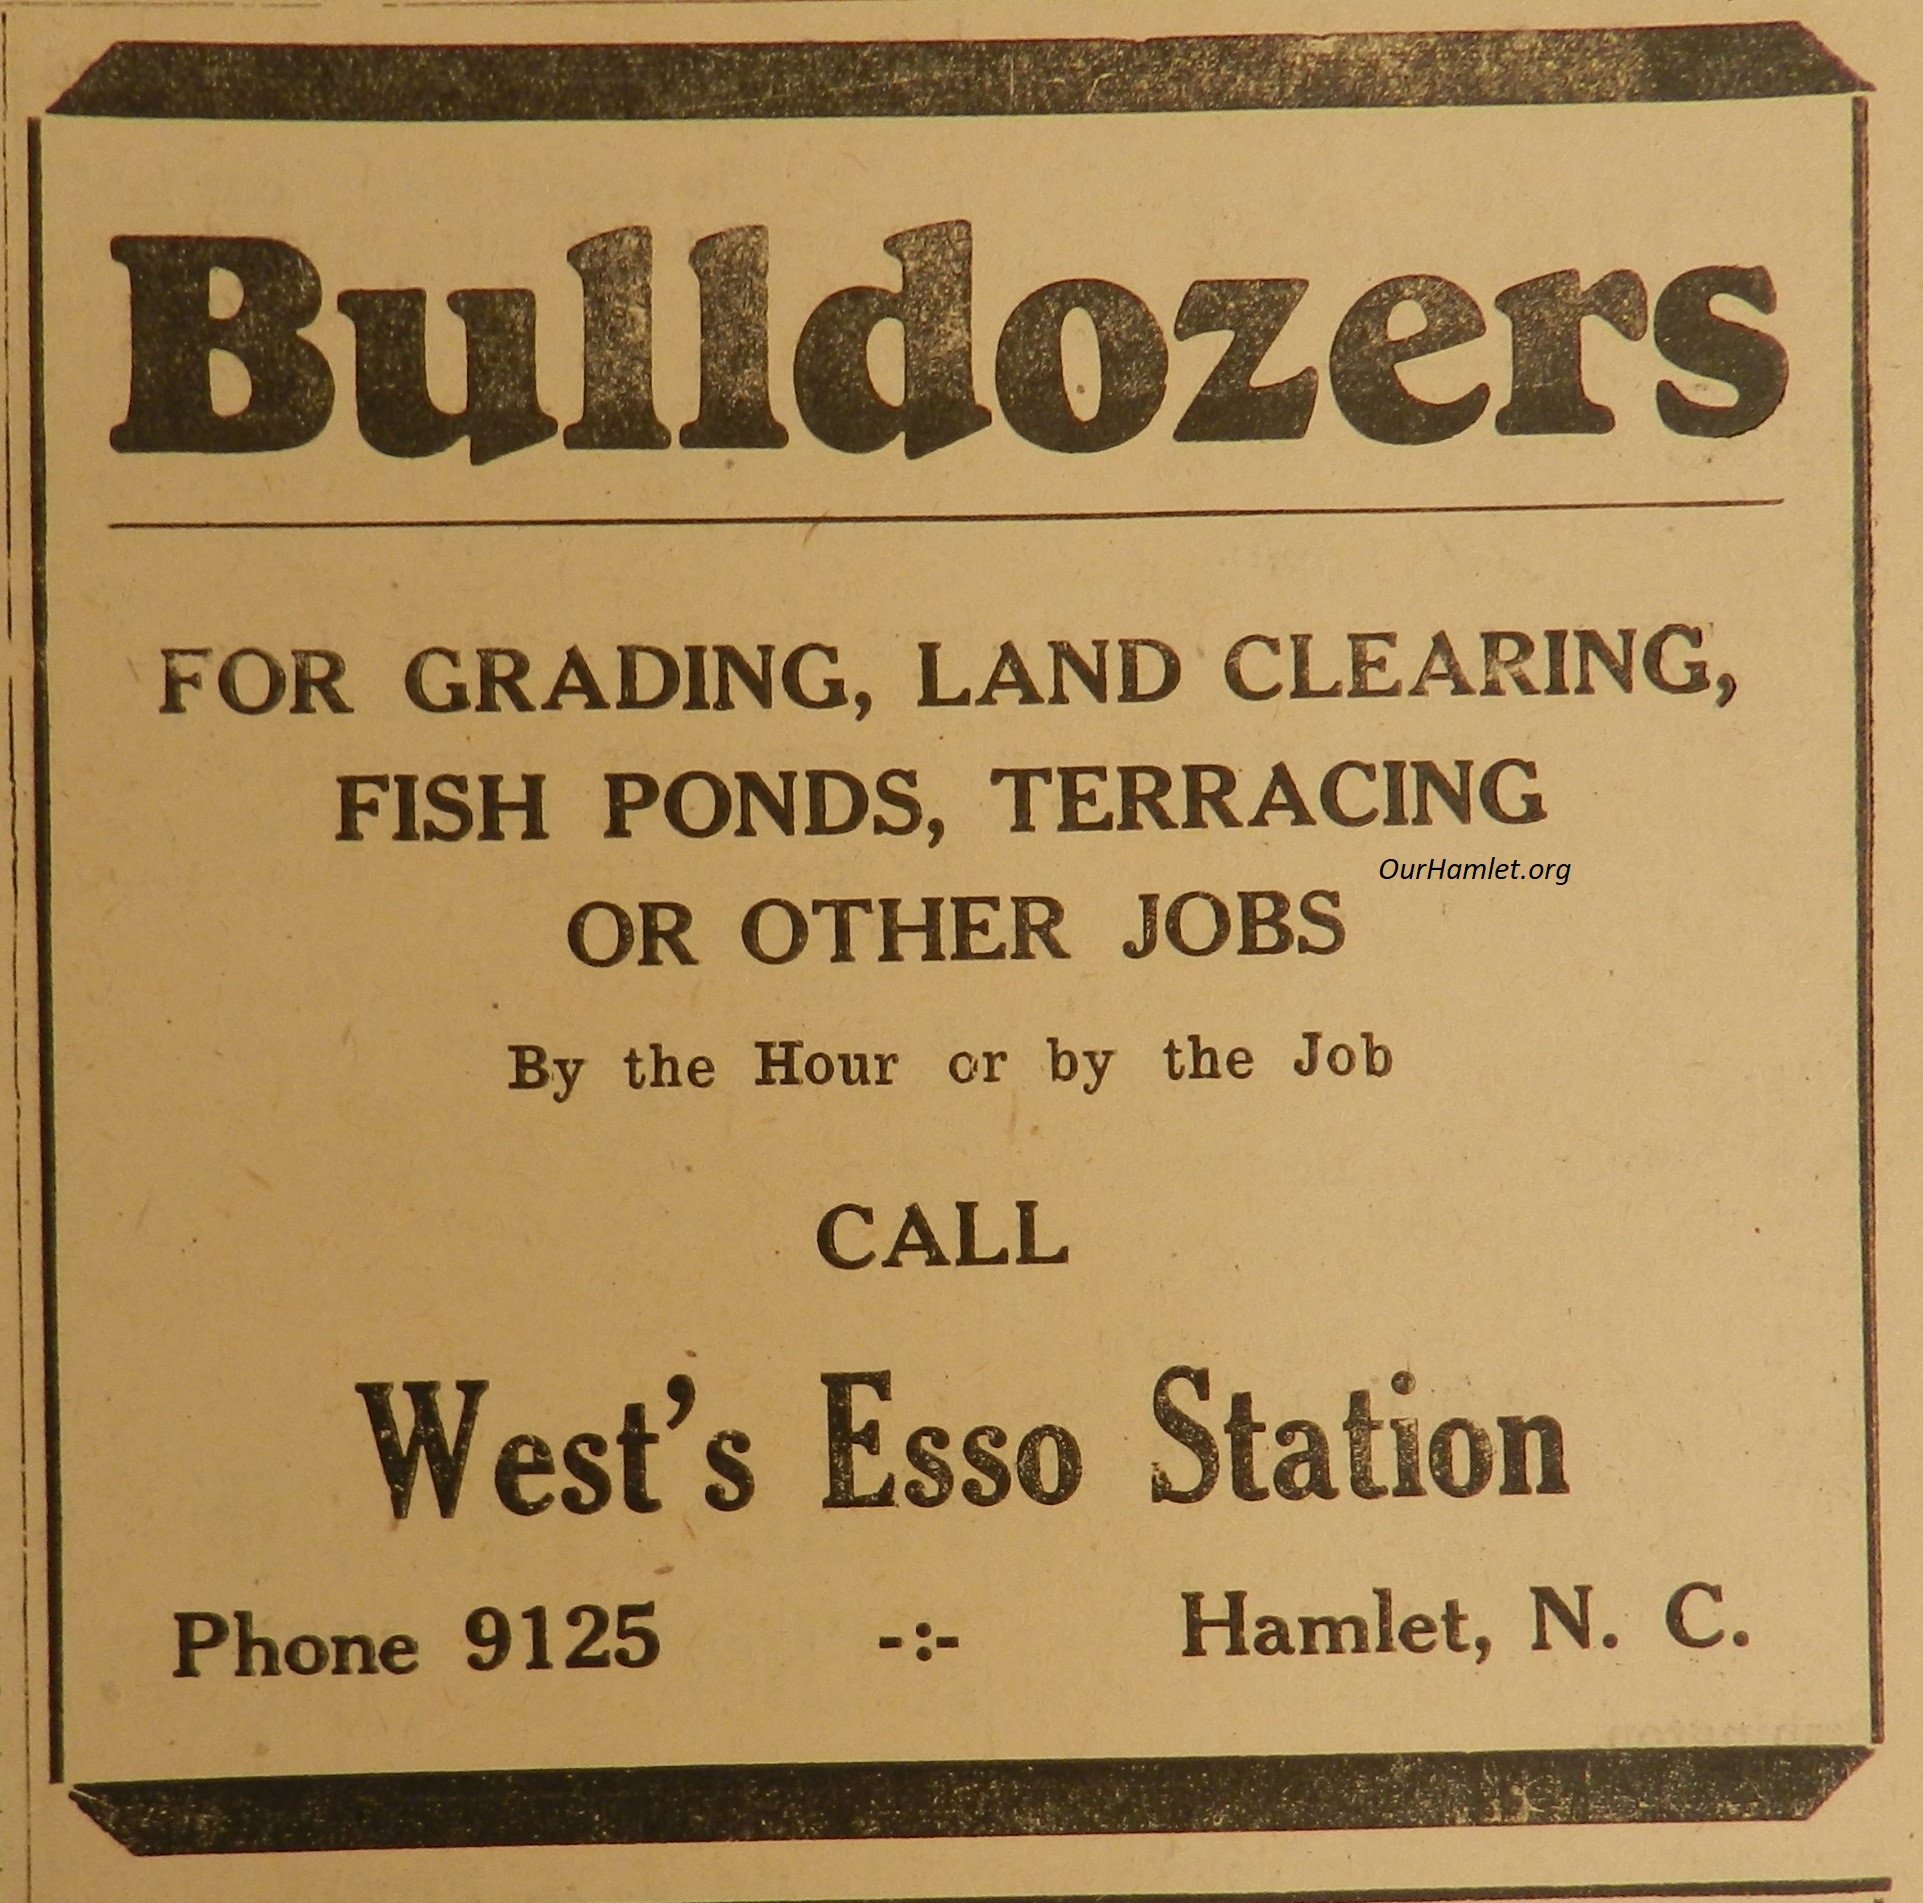 Bulldozers
FOR GRADING, LAND CLEARING,
FISH PONDS, TERRACING
OurHamlet.org
OR OTHER JOBS
By the Hour or by the Job
CALL
West's Esso Station
Phone 9125 -:- Hamlet, N. C.